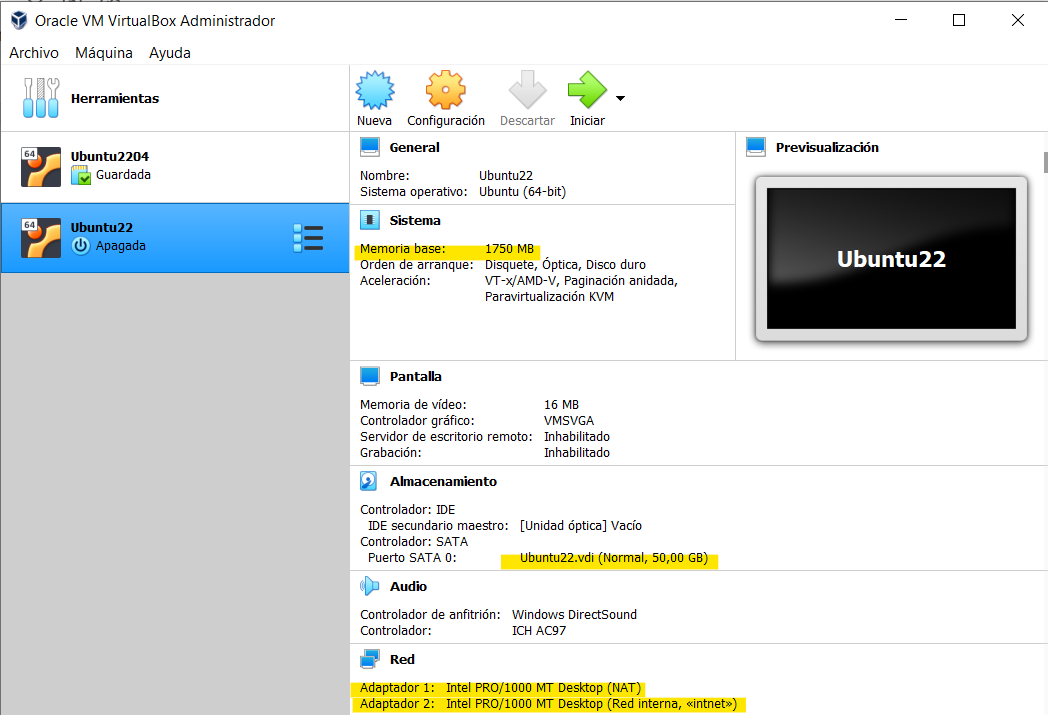 Oracle VM VirtualBox Administrador
Archivo Máquina Ayuda
Herramientas
Nueva Configuración Descartar Iniciar
64
Ubuntu2204
Guardada
64
Ubuntu22
Apagada
General
Nombre: Ubuntu22
Sistema operativo: Ubuntu (64-bit)
Previsualización
Ubuntu22
Sistema
Memoria base: 1750 MB
Orden de arranque: Disquete, Óptica, Disco duro
Aceleración: VT-x/AMD-V, Paginación anidada,
Paravirtualización KVM
Pantalla
Memoria de vídeo: 16 MB
Controlador gráfico: VMSVGA
Servidor de escritorio remoto: Inhabilitado
Grabación: Inhabilitado
Almacenamiento
Controlador: IDE
IDE secundario maestro: [Unidad óptica] Vacío
Controlador: SATA
Puerto SATA 0: Ubuntu22.vdi (Normal, 50,00 GB)
Audio
Controlador de anfitrión: Windows DirectSound
Controlador: ICH AC97
Red
Adaptador 1: Intel PRO/1000 MT Desktop (NAT)
Adaptador 2: Intel PRO/1000 MT Desktop (Red interna, «intnet»)